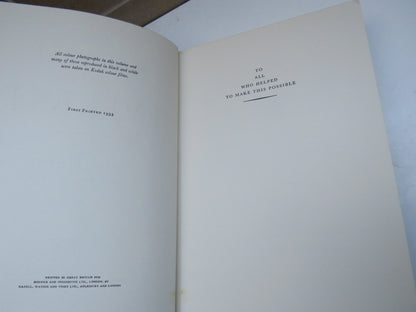 All colour photographs in this volume and
many of those reproduced in black and white
were taken on Kodak colour films.
FIRST PRINTED 1953
PRINTED IN GREAT BRITAIN FOR
HODDER AND STOUGHTON LTD., LONDON, BY
HAZELL, WATSON AND VINEY LTD., AYLESBURY AND LONDON
TO
ALL
WHO HELPED
TO MAKE THIS POSSIBLE